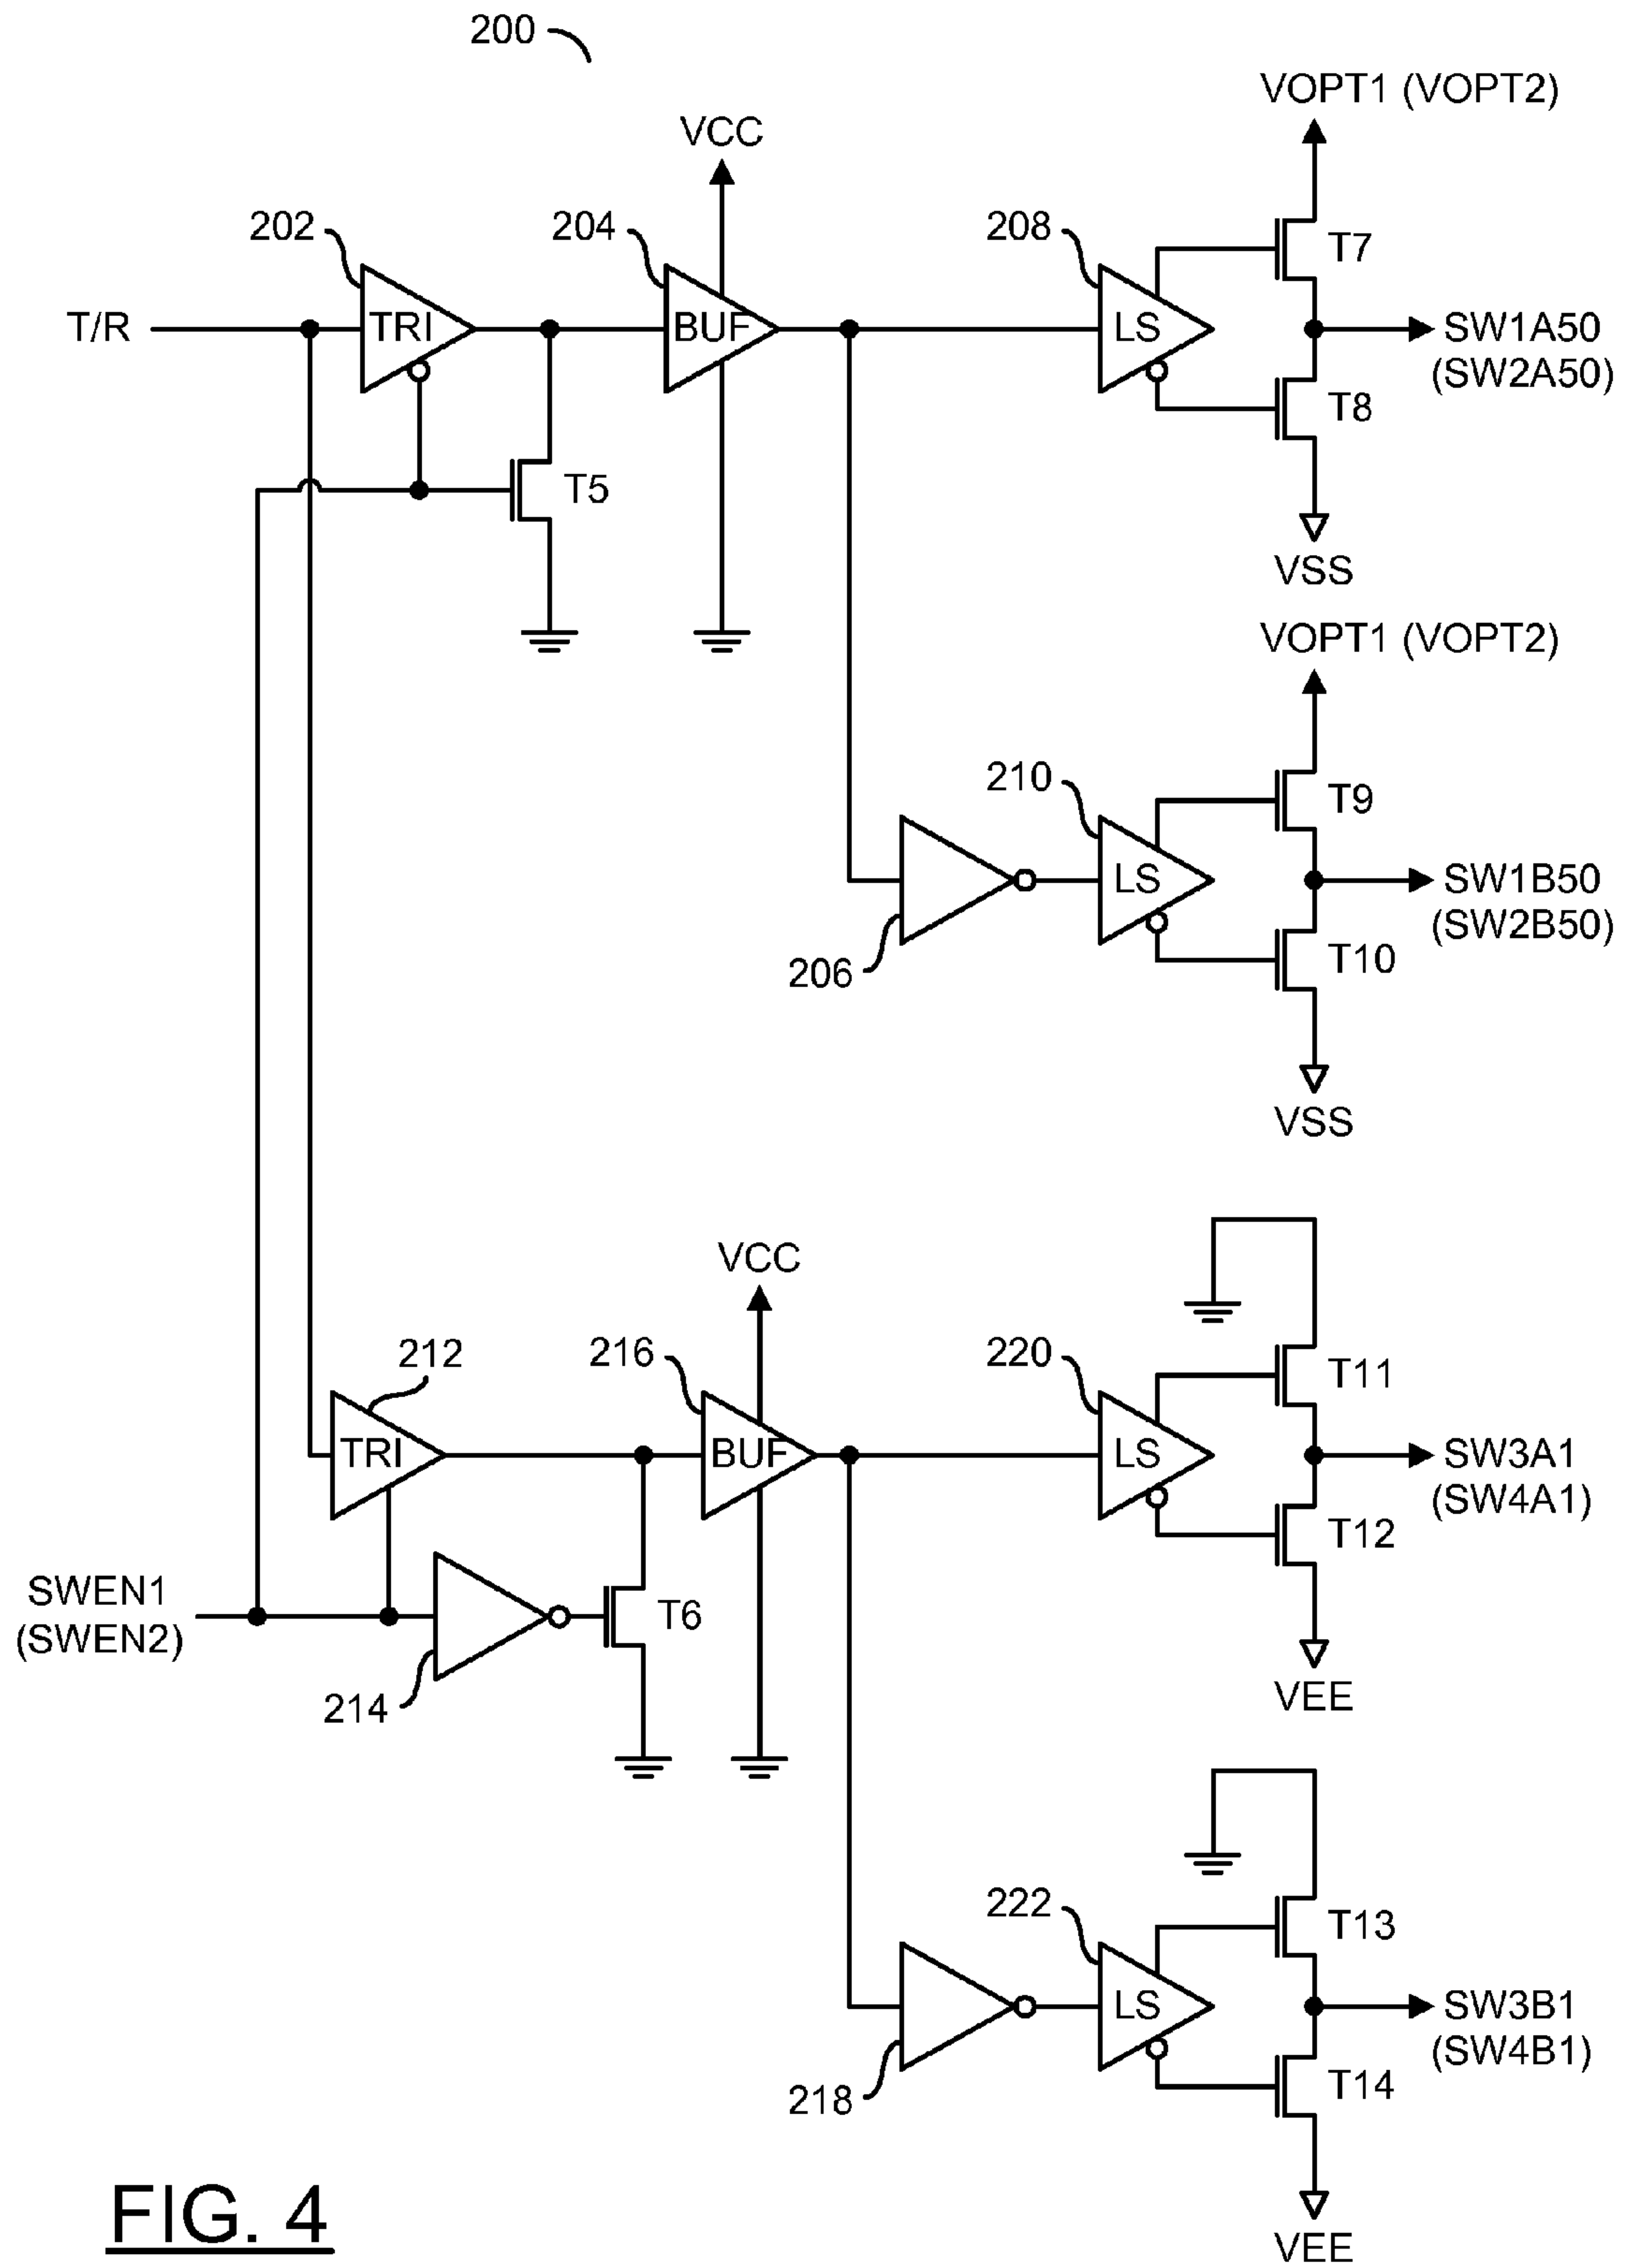 200
VOPT1 (VOPT2)
VCC
202
204
208
T7
T/R
TRI
BUF
LS
SW1A50
(SW2A50)
T8
T5
VSS
VOPT1 (VOPT2)
210
T9
LS
SW1B50
(SW2B50)
206
T10
VSS
VCC
212
216
220
T11
TRI
BUF
LS
SW3A1
(SW4A1)
T12
SWEN1
(SWEN2)
T6
214
VEE
222
T13
LS
SW3B1
(SW4B1)
218
T14
VEE
FIG. 4